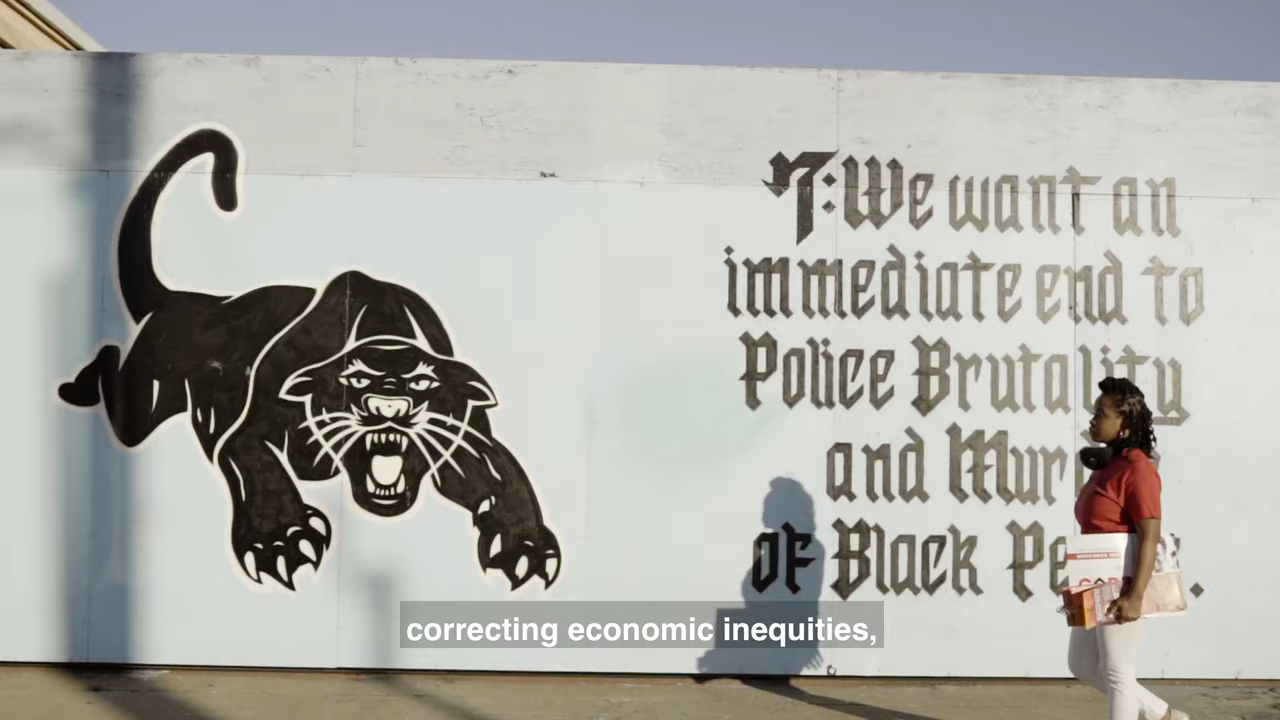 7: We want an
immediate end to
Police Brutality
and
of Black
correcting economic inequities,